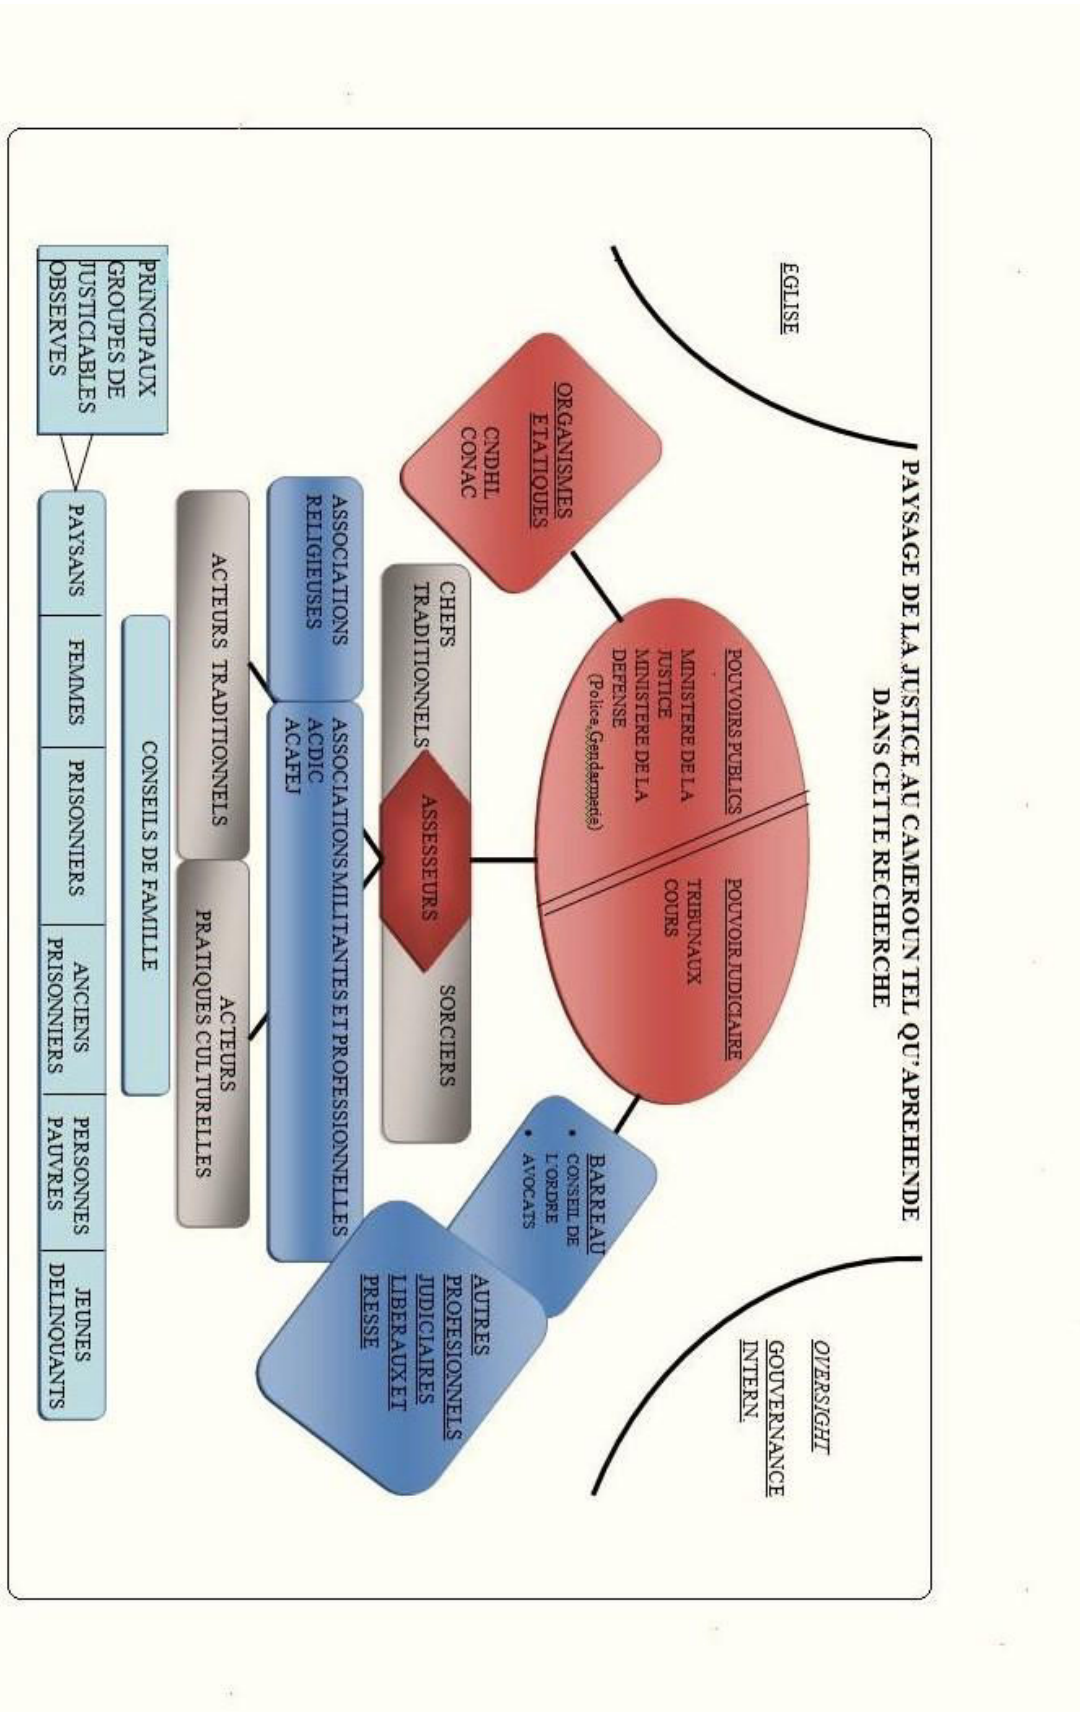 PAYSAGE DE LA JUSTICE AU CAMEROUN TEL QU'APREHENDE
DANS CETTE RECHERCHE
EGLISE
OVERSIGHT
GOUVERNANCE
INTERN.
POUVOIRS PUBLICS
MINISTERE DE LA
JUSTICE
MINISTERE DE LA
DEFENSE
(Police,Gendarmerie)
POUVOIR JUDICIAIRE
TRIBUNAUX
COURS
ORGANISMES
ETATIQUES
CNDHL
CONAC
BARREAU
• CONSEIL DE
L'ORDRE
• AVOCATS
CHEFS
TRADITIONNELS
ASSESSEURS
SORCIERS
AUTRES
PROFESIONNELS
JUDICIAIRES
LIBERAUX ET
PRESSE
ASSOCIATIONS
RELIGIEUSES
ASSOCIATIONS MILITANTES ET PROFESSIONNELLES
ACDIC
ACAFEJ
ACTEURS TRADITIONNELS
ACTEURS
PRATIQUES CULTURELLES
CONSEILS DE FAMILLE
PRINCIPAUX
GROUPES DE
JUSTICIABLES
OBSERVES
PAYSANS
FEMMES
PRISONNIERS
ANCIENS
PRISONNIERS
PERSONNES
PAUVRES
JEUNES
DELINQUANTS